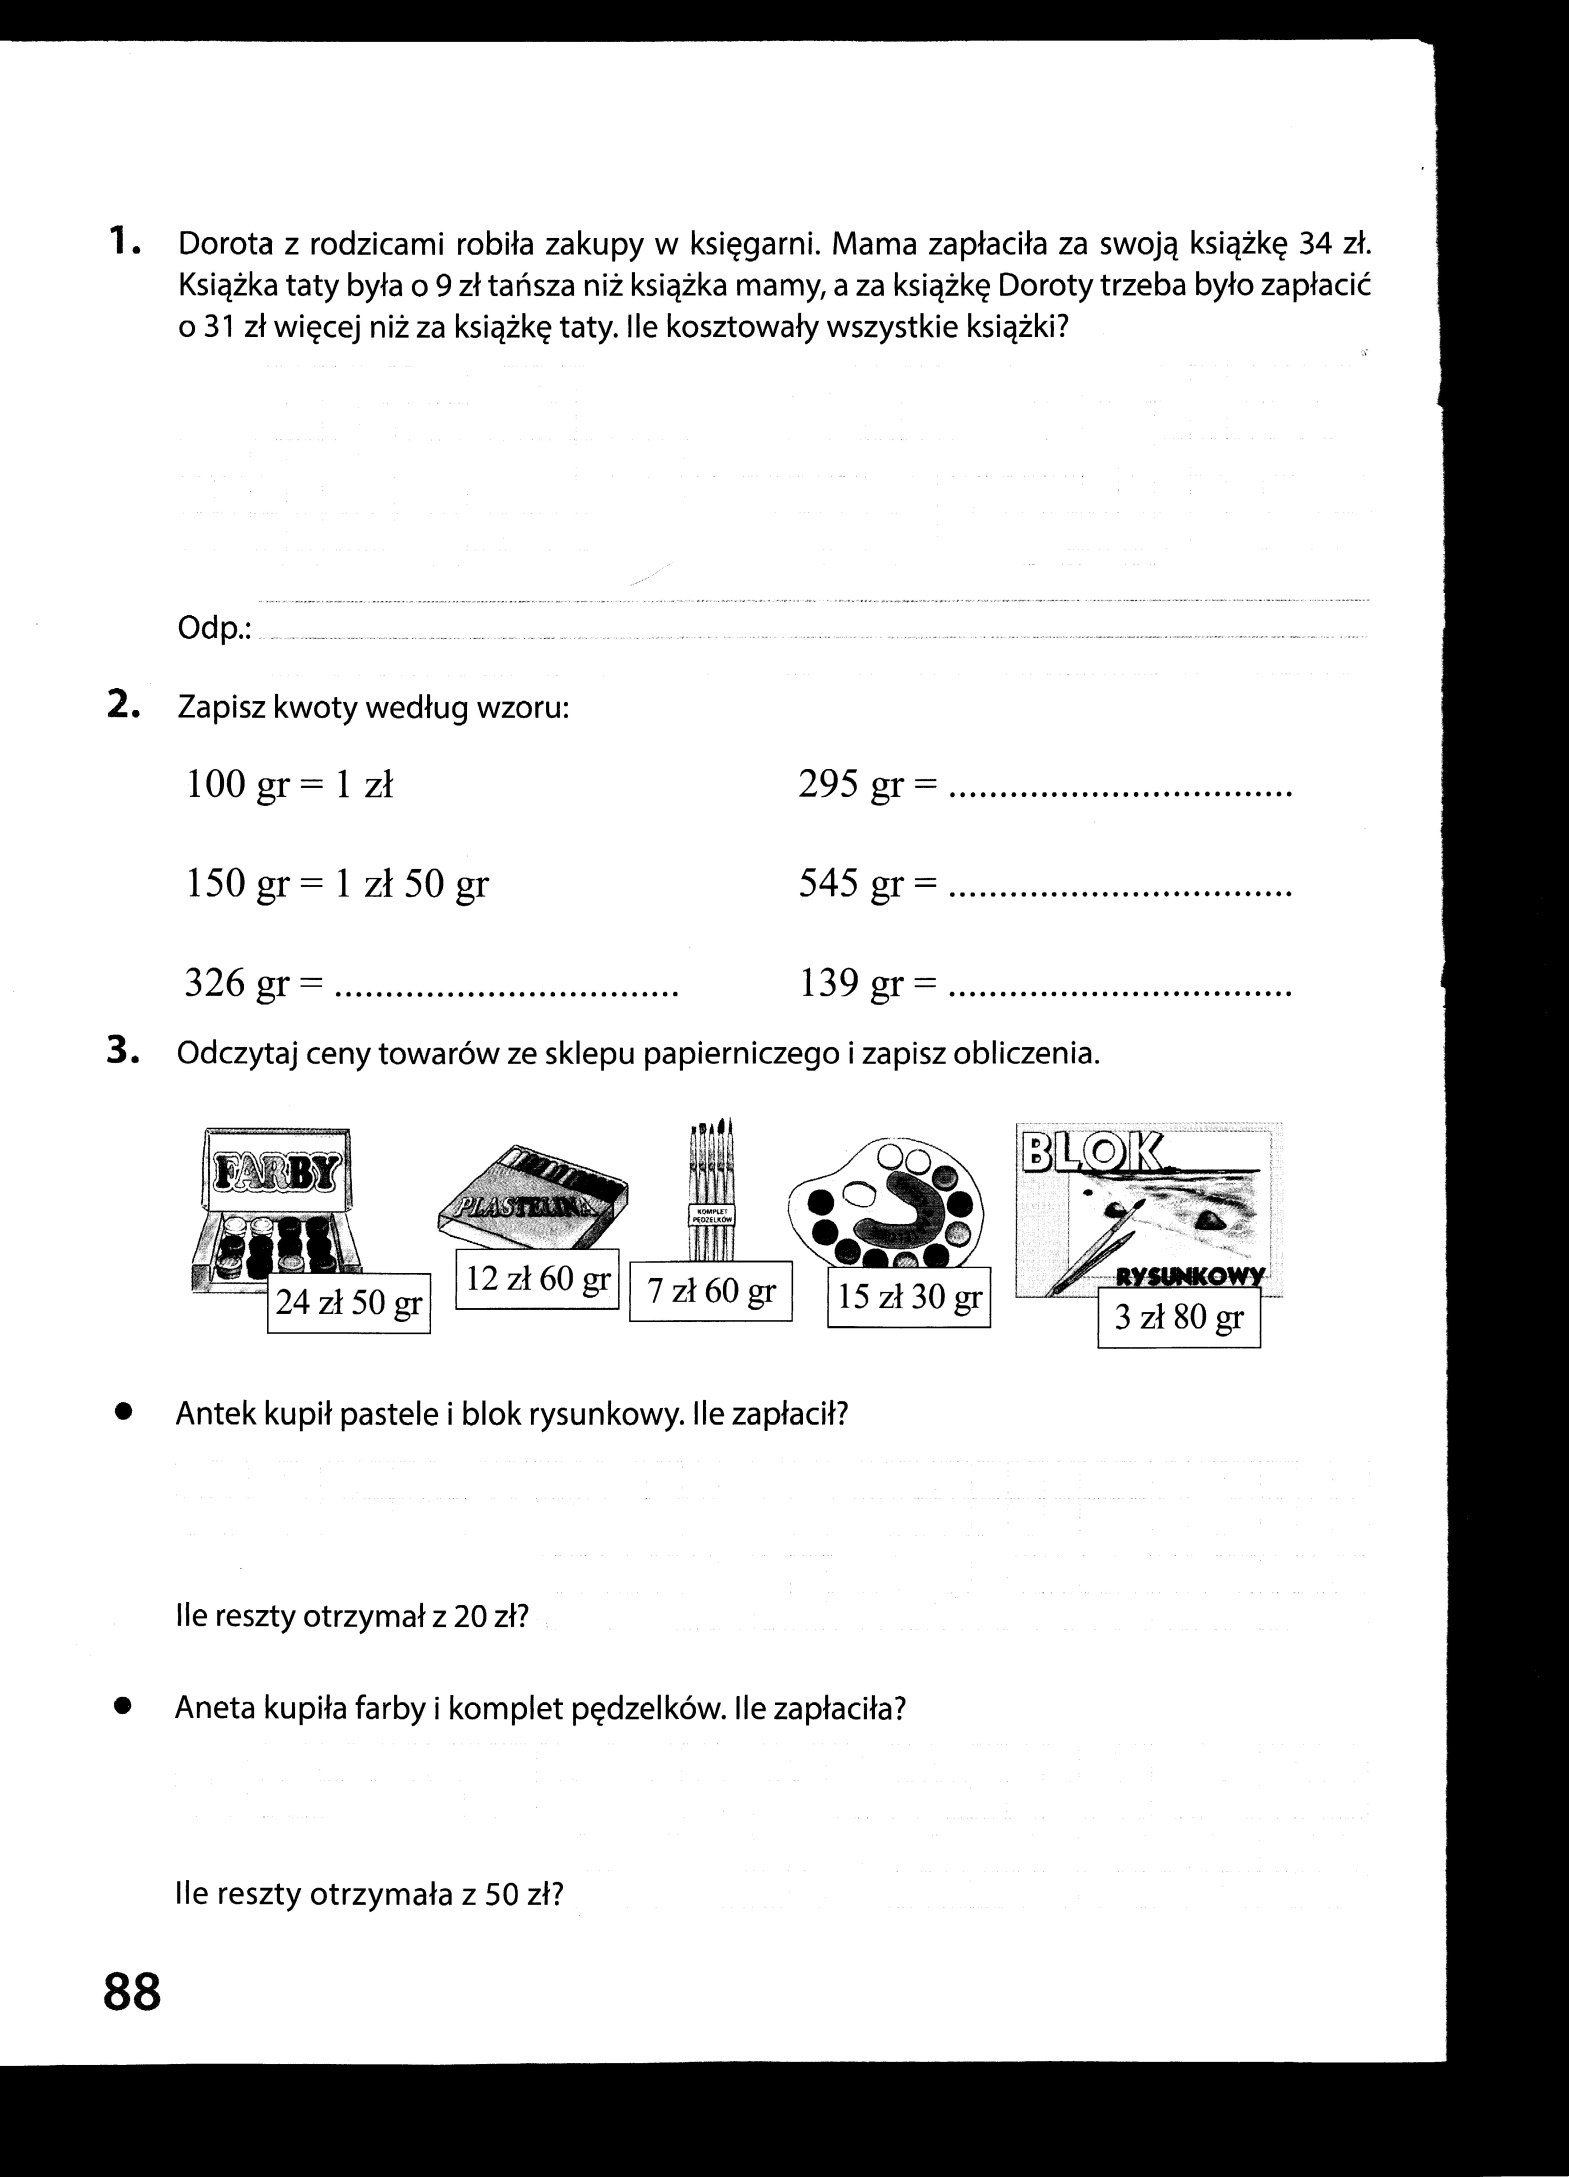 1. Dorota z rodzicami robiła zakupy w księgarni. Mama zapłaciła za swoją książkę 34 zł.
Książka taty była o 9 zł tańsza niż książka mamy, a za książkę Doroty trzeba było zapłacić
o 31 zł więcej niż za książkę taty. Ile kosztowały wszystkie książki?
Odp.:
2. Zapisz kwoty według wzoru:
100 gr = 1 zł
295 gr = ..................................
150 gr = 1 zł 50 gr
545 gr = ..................................
326 gr = ..................................
139 gr = ..................................
3. Odczytaj ceny towarów ze sklepu papierniczego i zapisz obliczenia.
FARBY
24 zł 50 gr
PLASTELINA
12 zł 60 gr
KOMPLET
PĘDZELKÓW
7 zł 60 gr
15 zł 30 gr
BLOK
RYSUNKOWY
3 zł 80 gr
• Antek kupił pastele i blok rysunkowy. Ile zapłacił?
Ile reszty otrzymał z 20 zł?
• Aneta kupiła farby i komplet pędzelków. Ile zapłaciła?
Ile reszty otrzymała z 50 zł?
88